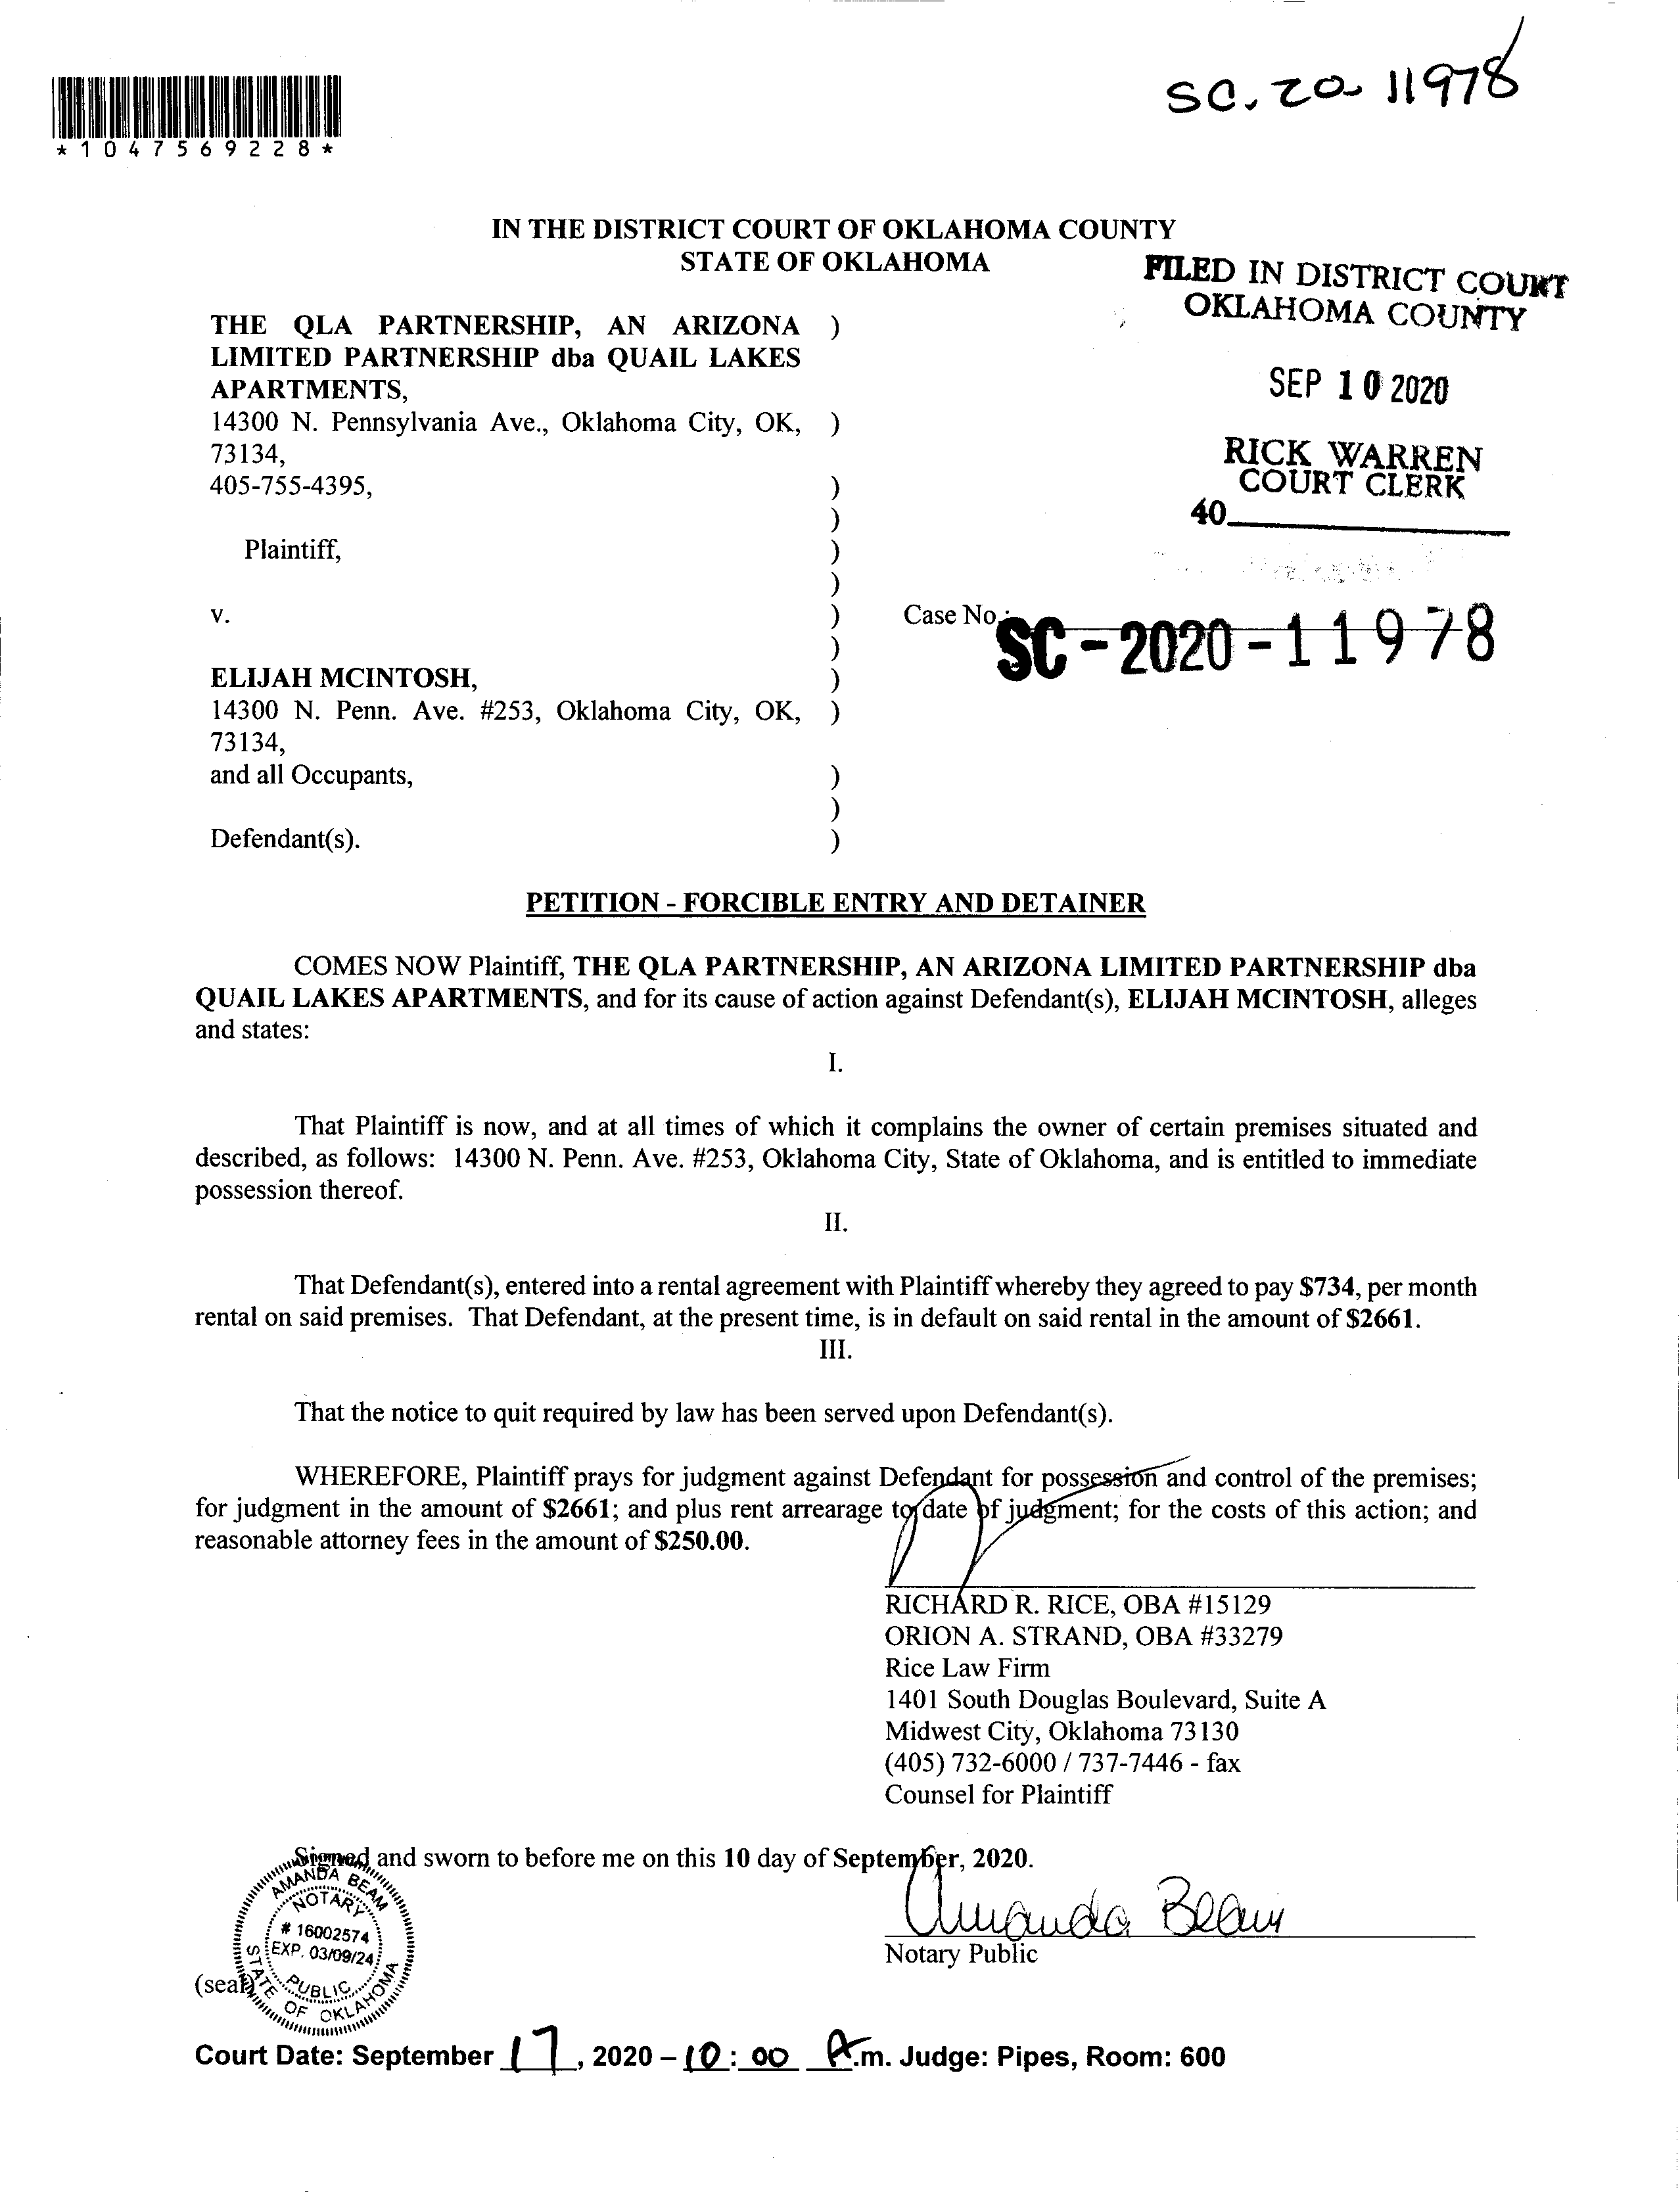 SC. 20 11978
*1047569228*
IN THE DISTRICT COURT OF OKLAHOMA COUNTY
STATE OF OKLAHOMA
FILED IN DISTRICT COURT
OKLAHOMA COUNTY
SEP 10 2020
RICK WARREN
COURT CLERK
40
THE QLA PARTNERSHIP, AN ARIZONA )
LIMITED PARTNERSHIP dba QUAIL LAKES
APARTMENTS,
14300 N. Pennsylvania Ave., Oklahoma City, OK, )
73134,
405-755-4395, )
)
Plaintiff, )
)
v. ) Case No.: SC-2020-11978
)
ELIJAH MCINTOSH, )
14300 N. Penn. Ave. #253, Oklahoma City, OK, )
73134,
and all Occupants, )
)
Defendant(s). )
PETITION - FORCIBLE ENTRY AND DETAINER
COMES NOW Plaintiff, THE QLA PARTNERSHIP, AN ARIZONA LIMITED PARTNERSHIP dba
QUAIL LAKES APARTMENTS, and for its cause of action against Defendant(s), ELIJAH MCINTOSH, alleges
and states:
I.
That Plaintiff is now, and at all times of which it complains the owner of certain premises situated and
described, as follows: 14300 N. Penn. Ave. #253, Oklahoma City, State of Oklahoma, and is entitled to immediate
possession thereof.
II.
That Defendant(s), entered into a rental agreement with Plaintiff whereby they agreed to pay $734, per month
rental on said premises. That Defendant, at the present time, is in default on said rental in the amount of $2661.
III.
That the notice to quit required by law has been served upon Defendant(s).
WHEREFORE, Plaintiff prays for judgment against Defendant for possession and control of the premises;
for judgment in the amount of $2661; and plus rent arrearage to date of judgment; for the costs of this action; and
reasonable attorney fees in the amount of $250.00.
RICHARD R. RICE, OBA #15129
ORION A. STRAND, OBA #33279
Rice Law Firm
1401 South Douglas Boulevard, Suite A
Midwest City, Oklahoma 73130
(405) 732-6000 / 737-7446 - fax
Counsel for Plaintiff
Signed and sworn to before me on this 10 day of September, 2020.
Amanda Beam
Notary Public
(seal)
AMANDA BEAM
NOTARY
# 16002574
EXP. 03/09/24
PUBLIC
STATE OF OKLAHOMA
Court Date: September 17, 2020 – 10:00 A.m. Judge: Pipes, Room: 600